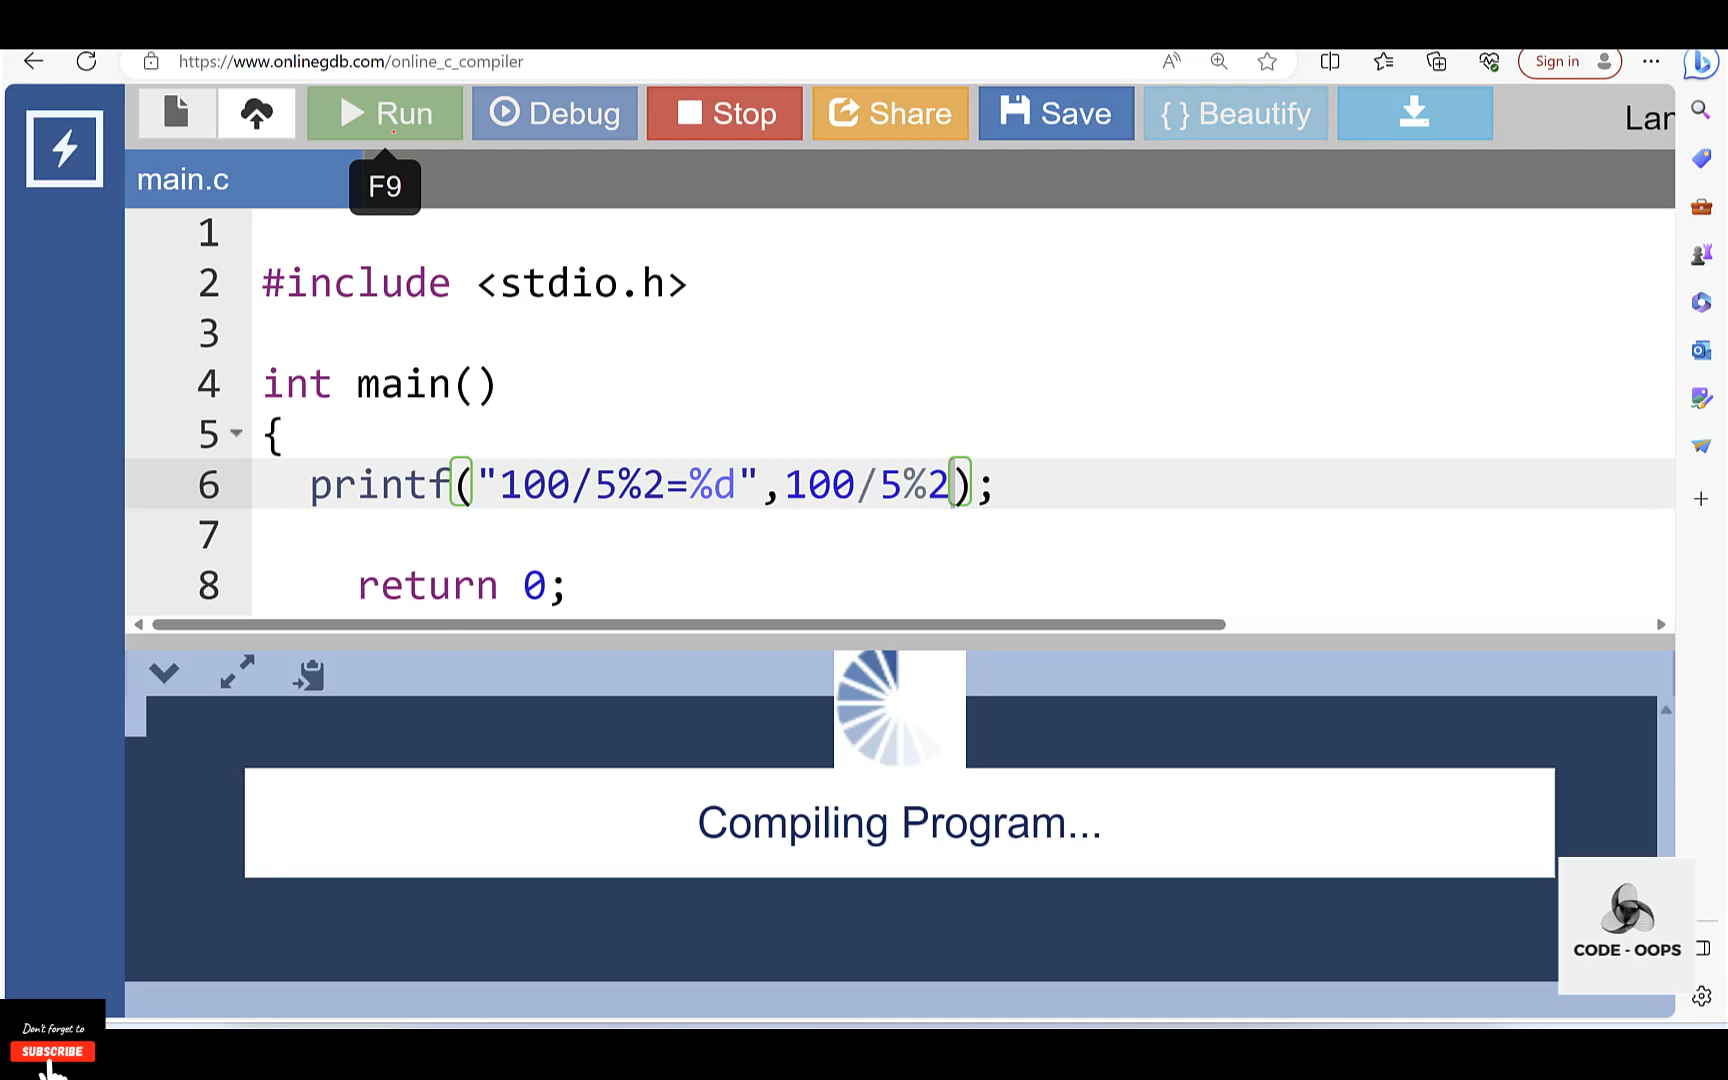 https://www.onlinegdb.com/online_c_compiler
Sign in
Run
Debug
Stop
Share
Save
{ } Beautify
Lan
main.c
F9
1
2 #include <stdio.h>
3
4 int main()
5 {
6 printf("100/5%2=%d",100/5%2);
7
8 return 0;
Compiling Program...
CODE - OOPS
Don't forget to
SUBSCRIBE